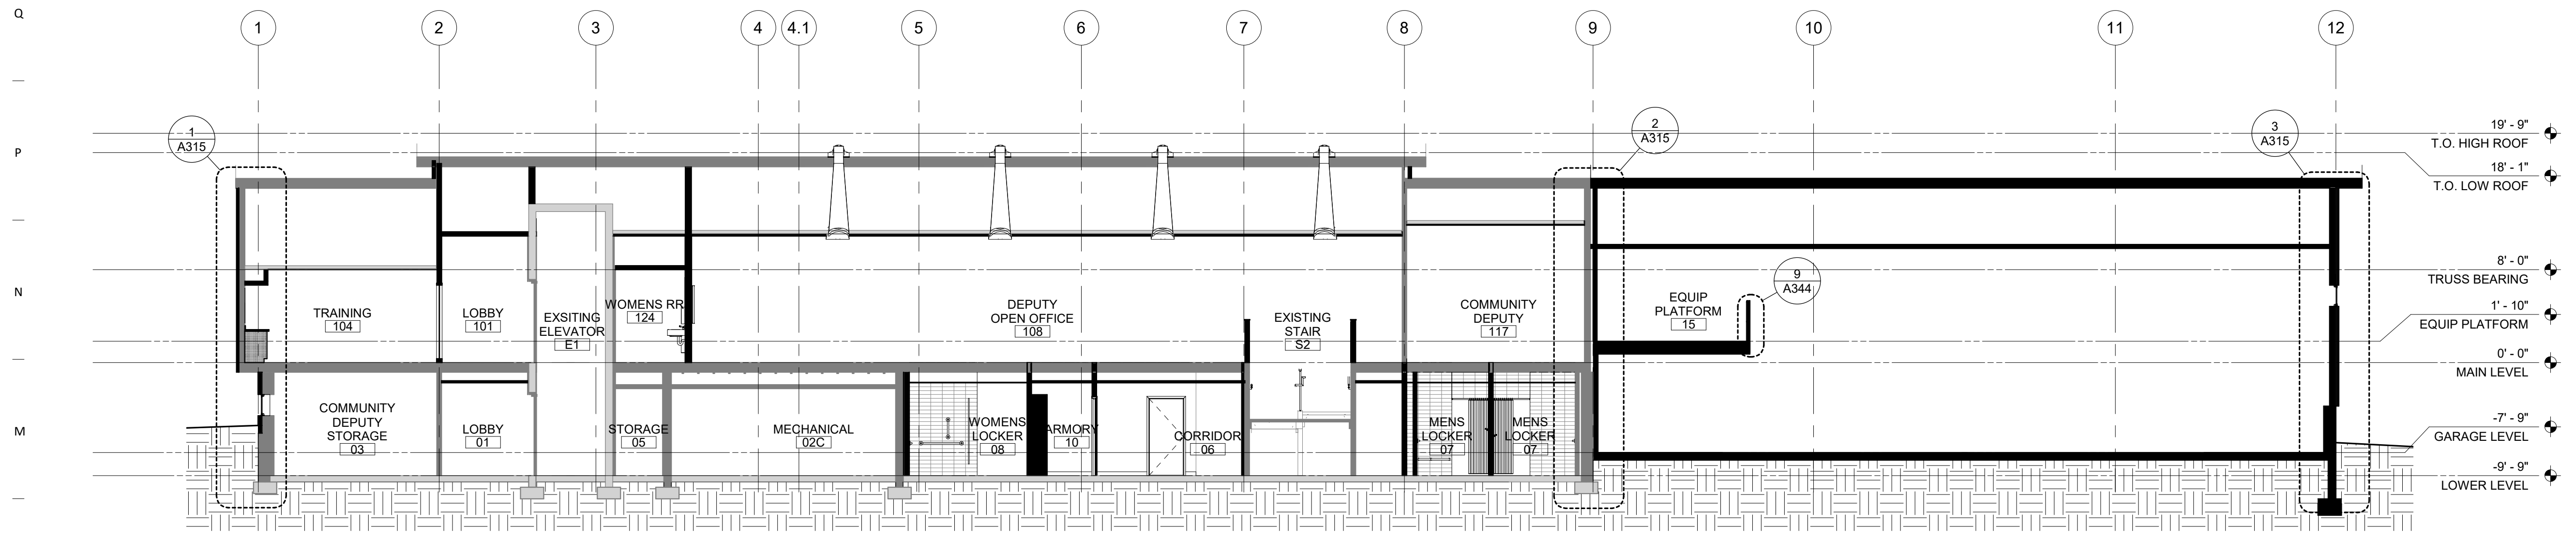 Q
1
2
3
4
4.1
5
6
7
8
9
10
11
12
1
A315
2
A315
3
A315
19' - 9"
T.O. HIGH ROOF
P
18' - 1"
T.O. LOW ROOF
8' - 0"
TRUSS BEARING
9
A344
N
1' - 10"
EQUIP PLATFORM
TRAINING
104
LOBBY
101
EXSITING
ELEVATOR
E1
WOMENS RR
124
DEPUTY
OPEN OFFICE
108
EXISTING
STAIR
S2
COMMUNITY
DEPUTY
117
EQUIP
PLATFORM
15
0' - 0"
MAIN LEVEL
M
COMMUNITY
DEPUTY
STORAGE
03
LOBBY
01
STORAGE
05
MECHANICAL
02C
WOMENS
LOCKER
08
ARMORY
10
CORRIDOR
06
MENS
LOCKER
07
MENS
LOCKER
07
-7' - 9"
GARAGE LEVEL
-9' - 9"
LOWER LEVEL